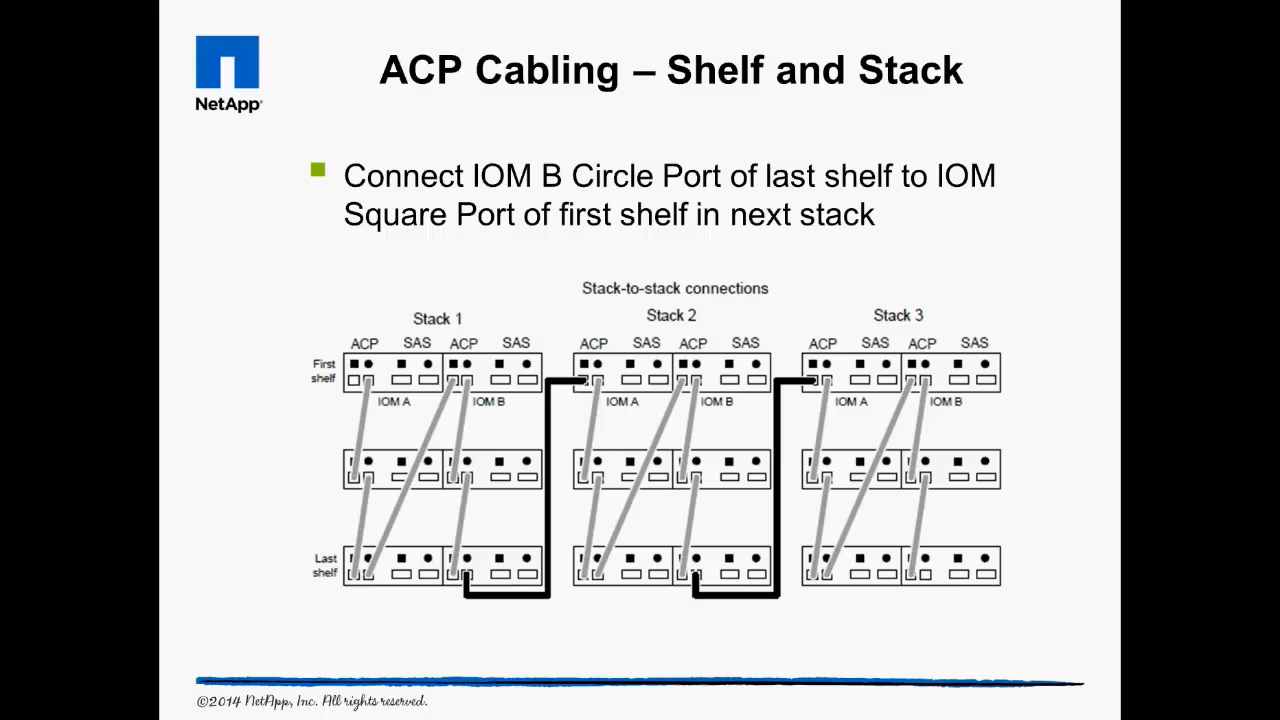 NetApp®
ACP Cabling – Shelf and Stack
Connect IOM B Circle Port of last shelf to IOM
Square Port of first shelf in next stack
Stack-to-stack connections
Stack 1
Stack 2
Stack 3
ACP SAS ACP SAS
ACP SAS ACP SAS
ACP SAS ACP SAS
First
shelf
IOM A IOM B
IOM A IOM B
IOM A IOM B
Last
shelf
©2014 NetApp, Inc. All rights reserved.